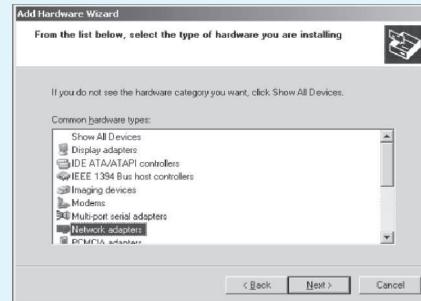 Add Hardware Wizard
From the list below, select the type of hardware you are installing
If you do not see the hardware category you want, click Show All Devices.
Common hardware types:
Show All Devices
Display adapters
IDE ATA/ATAPI controllers
IEEE 1394 Bus host controllers
Imaging devices
Modems
Multi-port serial adapters
Network adapters
PCMCIA adapters
< Back Next > Cancel